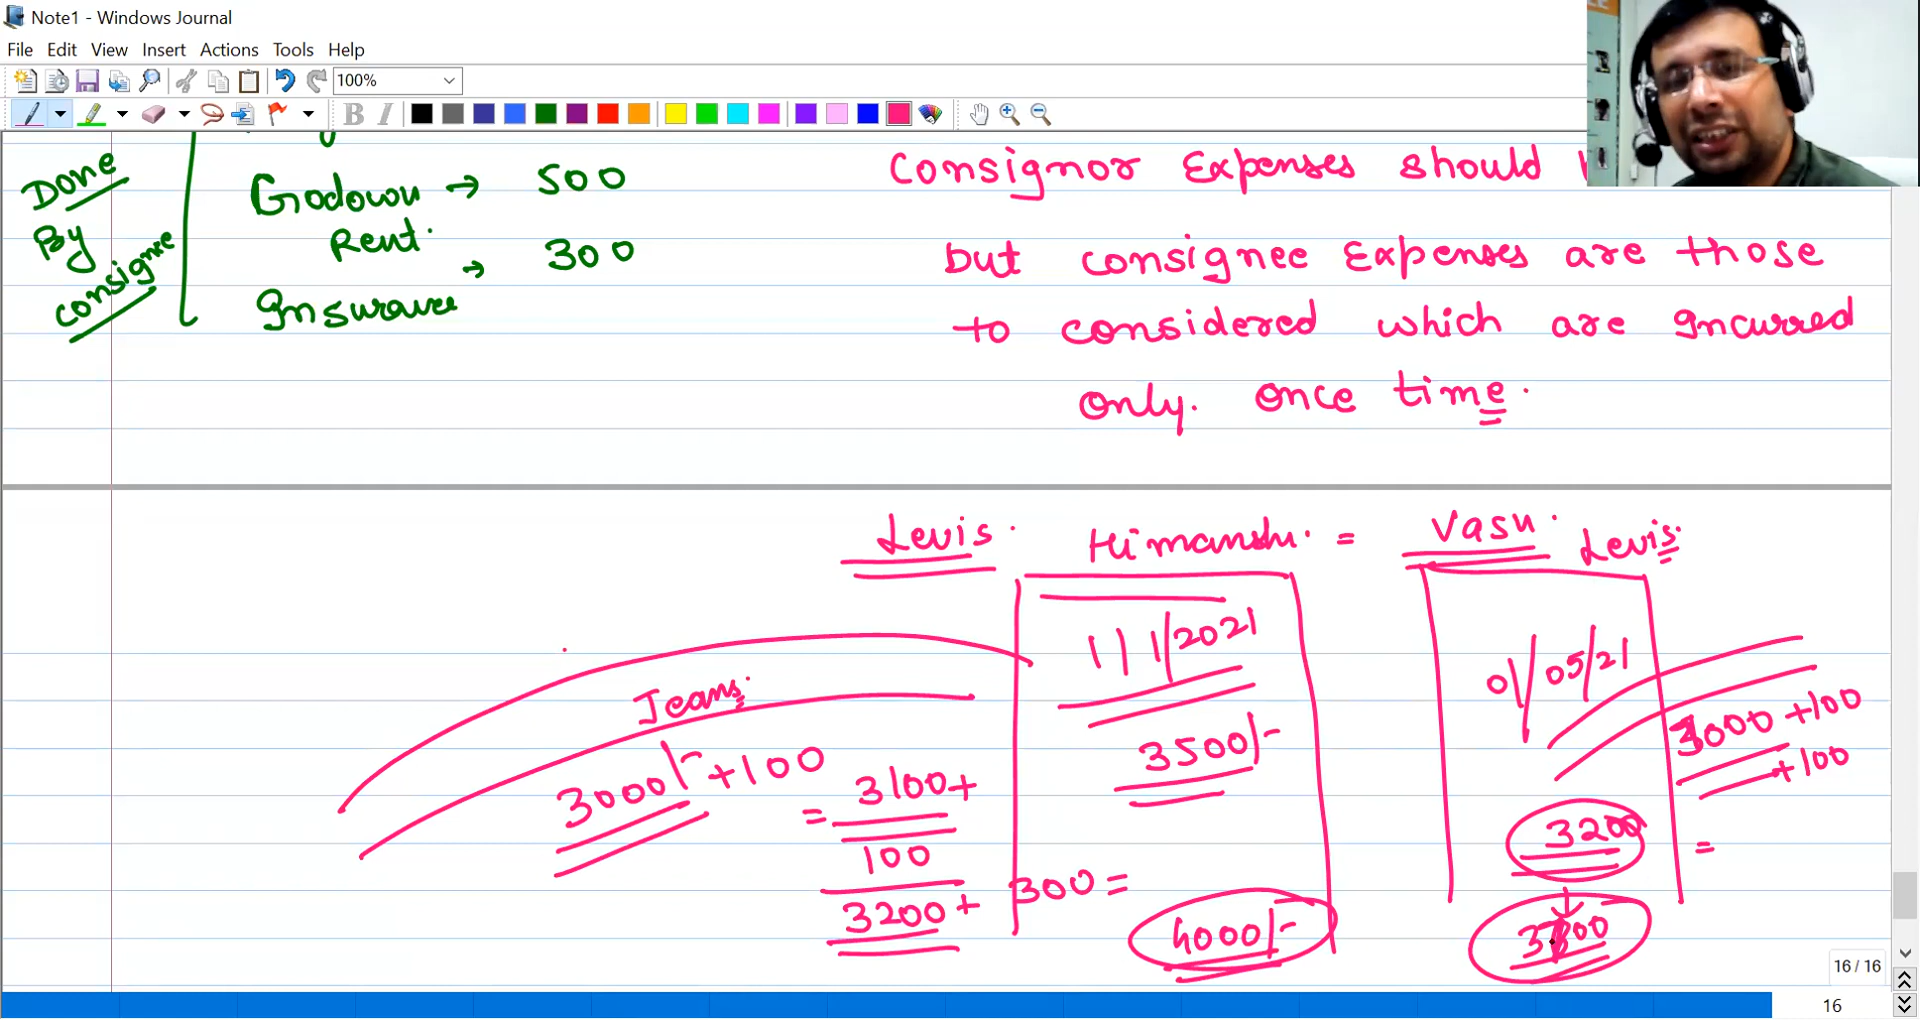 Note1 - Windows Journal
File Edit View Insert Actions Tools Help
100%
B I
Done
By
consignee
Godown → 500
Rent.
Insurance → 300
Consignor Expenses should
but consignee Expenses are those
to considered which are Incurred
only. once time.
Levis. Himanshu. = Vasu. Levis.
1/1/2021
01/05/21
Jeans.
3000/- +100
= 3100+
100
3200+ 300=
3500/-
4000/-
3000 +100
+100
3200 =
16 / 16
16